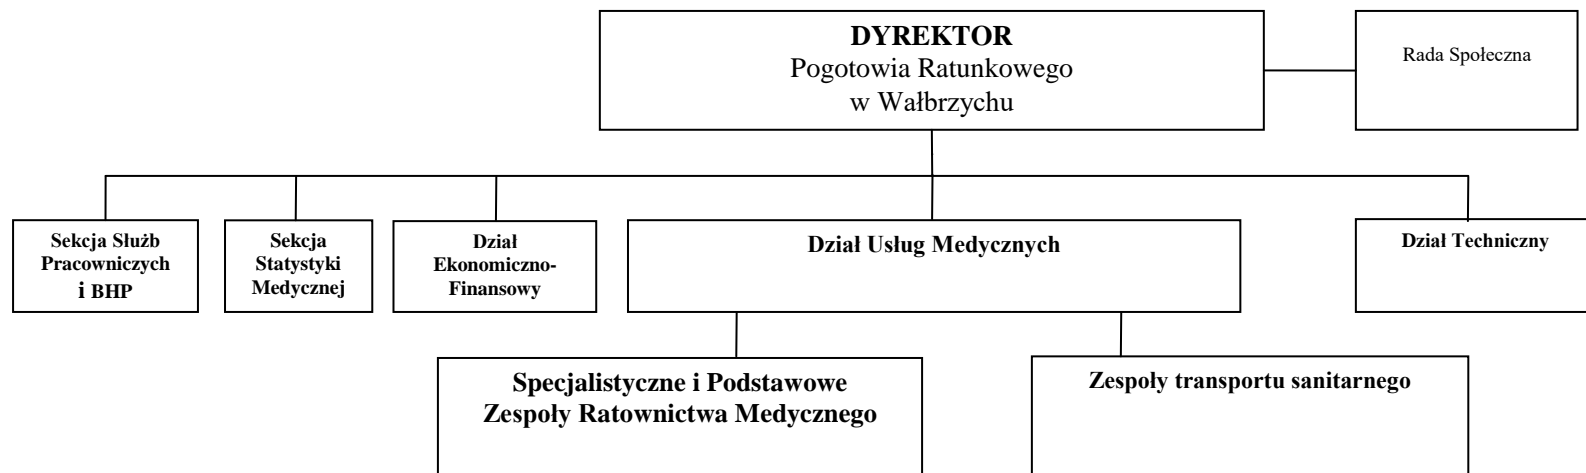 DYREKTOR
Pogotowia Ratunkowego
w Wałbrzychu
Rada Społeczna
Sekcja Służb
Pracowniczych
i BHP
Sekcja
Statystyki
Medycznej
Dział
Ekonomiczno-
Finansowy
Dział Usług Medycznych
Dział Techniczny
Specjalistyczne i Podstawowe
Zespoły Ratownictwa Medycznego
Zespoły transportu sanitarnego